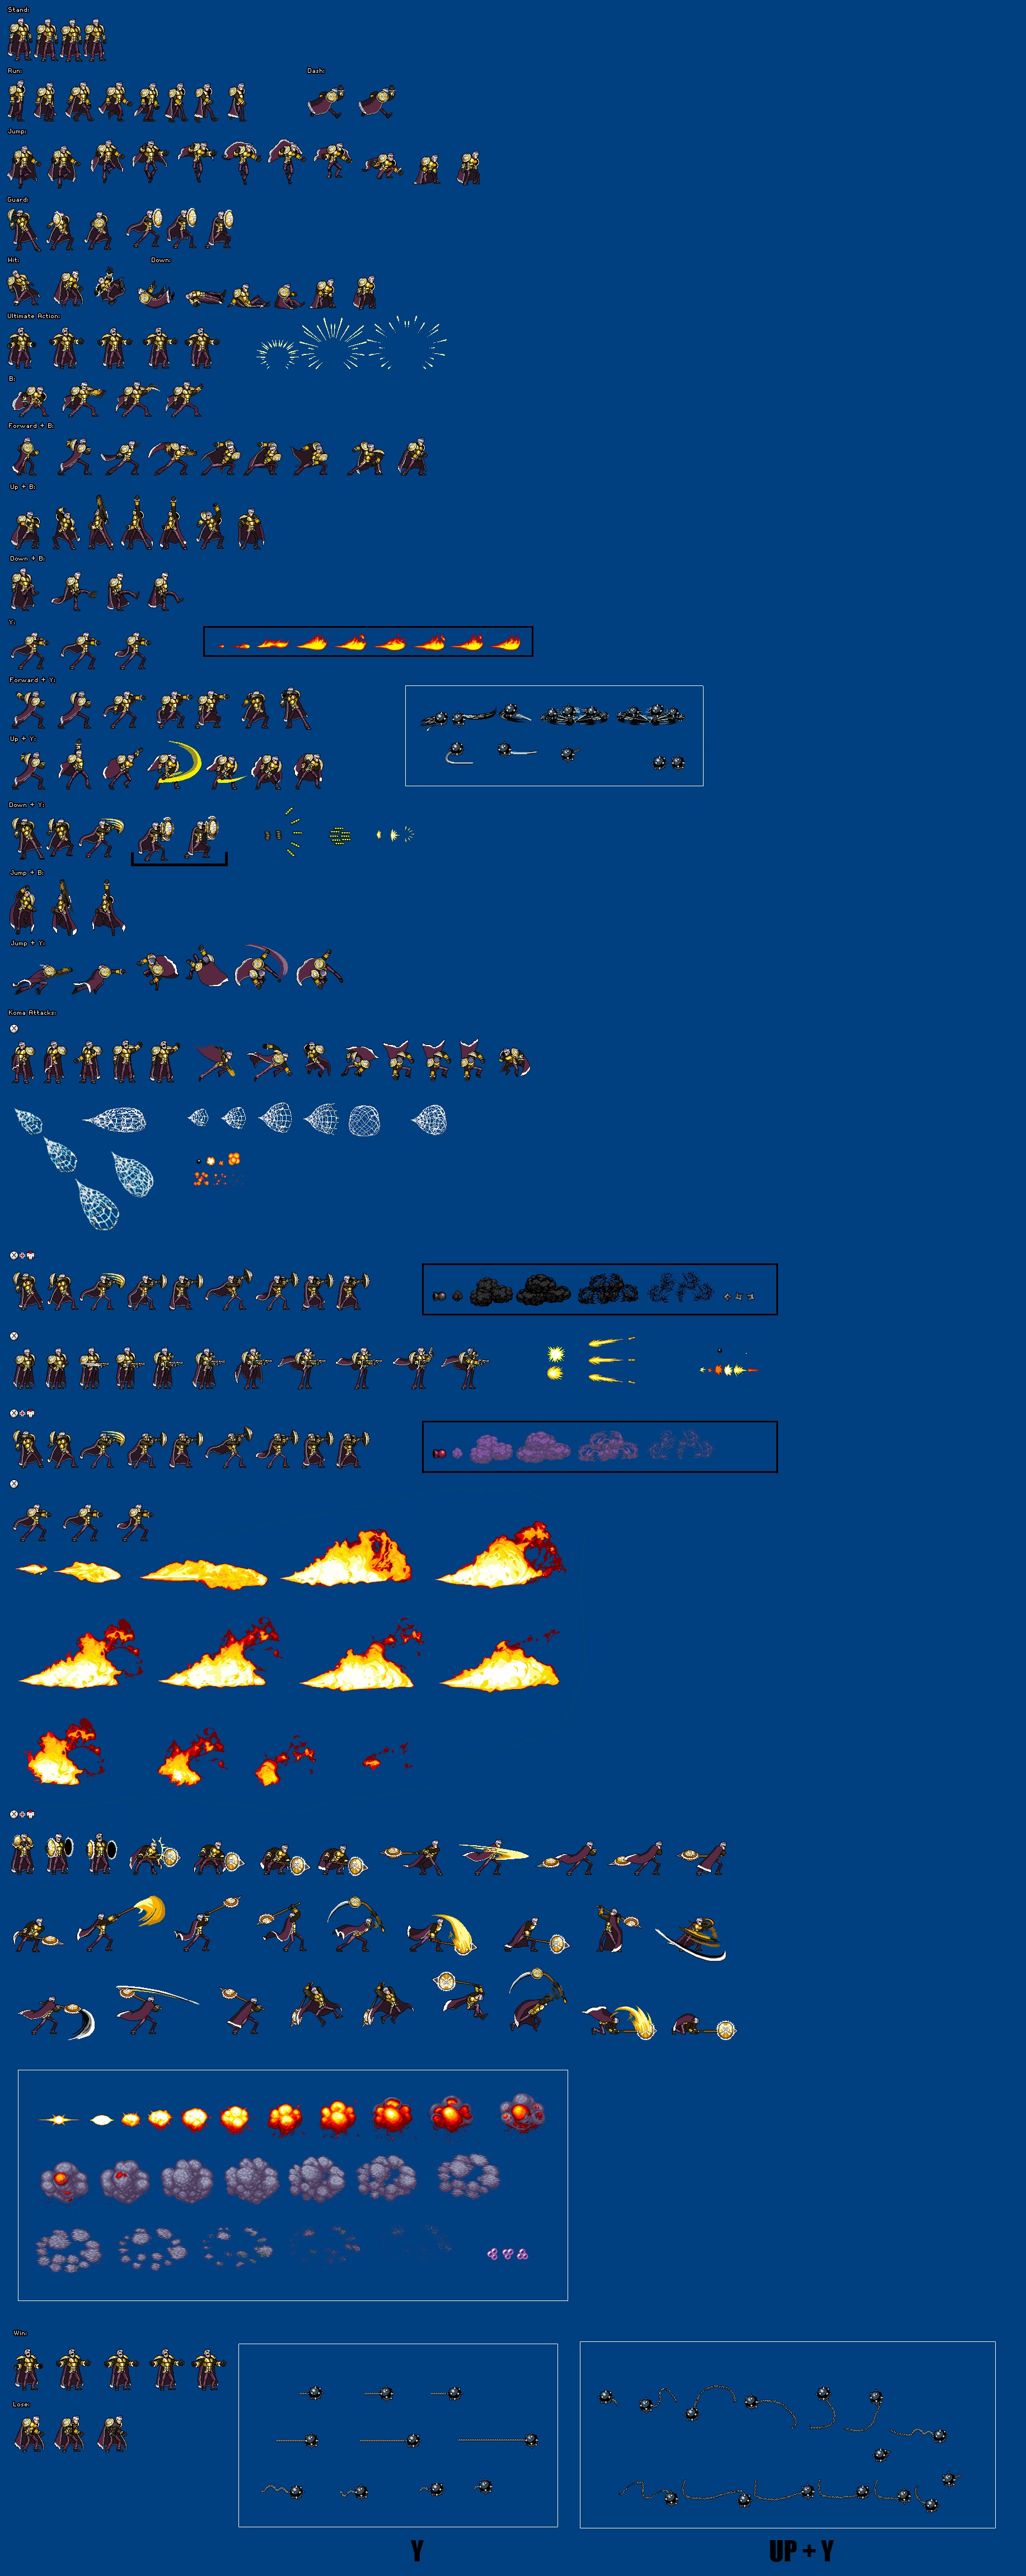 Stand:
Run:
Dash:
Jump:
Guard:
Hit:
Down:
Ultimate Action:
B:
Forward + B:
Up + B:
Down + B:
Y:
Forward + Y:
Up + Y:
Down + Y:
Jump + B:
Jump + Y:
Koma Attacks:
X
X +
X
X +
X
X +
Win:
Lose:
Y
UP + Y